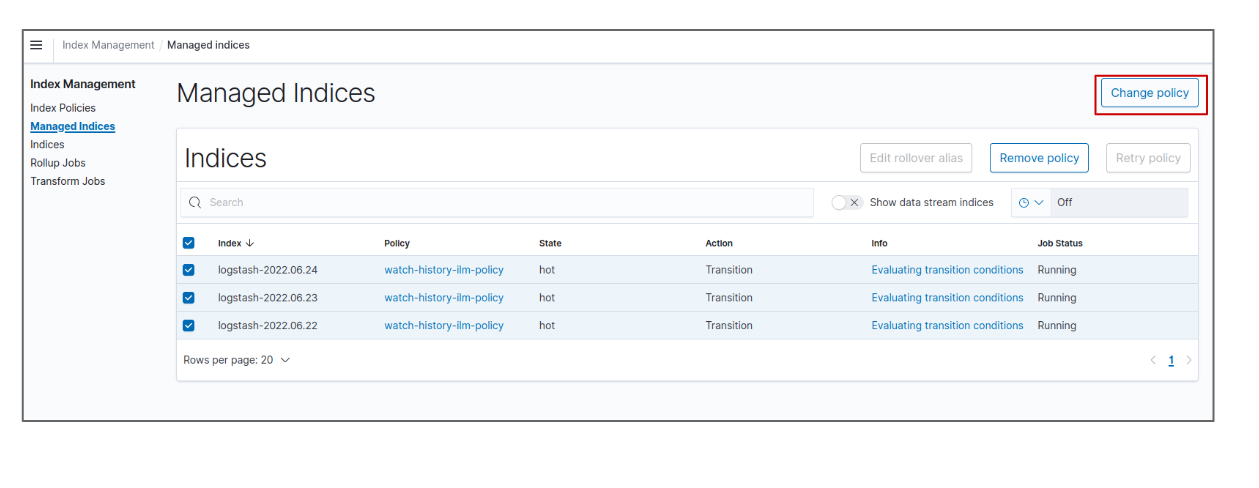 Index Management / Managed indices
Index Management
Index Policies
Managed Indices
Indices
Rollup Jobs
Transform Jobs
Managed Indices
Change policy
Indices
Edit rollover alias Remove policy Retry policy
Search Show data stream indices Off
Index Policy State Action Info Job Status
logstash-2022.06.24 watch-history-ilm-policy hot Transition Evaluating transition conditions Running
logstash-2022.06.23 watch-history-ilm-policy hot Transition Evaluating transition conditions Running
logstash-2022.06.22 watch-history-ilm-policy hot Transition Evaluating transition conditions Running
Rows per page: 20 1